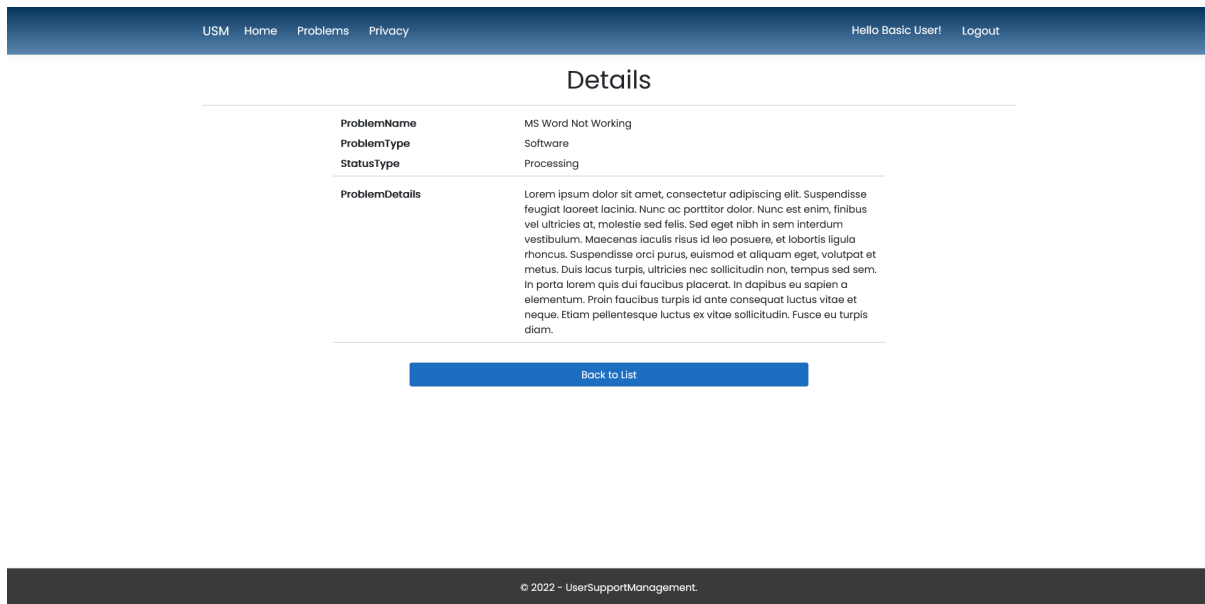 USM Home Problems Privacy Hello Basic User! Logout
Details
ProblemName MS Word Not Working
ProblemType Software
StatusType Processing
ProblemDetails Lorem ipsum dolor sit amet, consectetur adipiscing elit. Suspendisse
feugiat laoreet lacinia. Nunc ac porttitor dolor. Nunc est enim, finibus
vel ultricies at, molestie sed felis. Sed eget nibh in sem interdum
vestibulum. Maecenas iaculis risus id leo posuere, et lobortis ligula
rhoncus. Suspendisse orci purus, euismod et aliquam eget, volutpat et
metus. Duis lacus turpis, ultricies nec sollicitudin non, tempus sed sem.
In porta lorem quis dui faucibus placerat. In dapibus eu sapien a
elementum. Proin faucibus turpis id ante consequat luctus vitae et
neque. Etiam pellentesque luctus ex vitae sollicitudin. Fusce eu turpis
diam.
Back to List
© 2022 - UserSupportManagement.